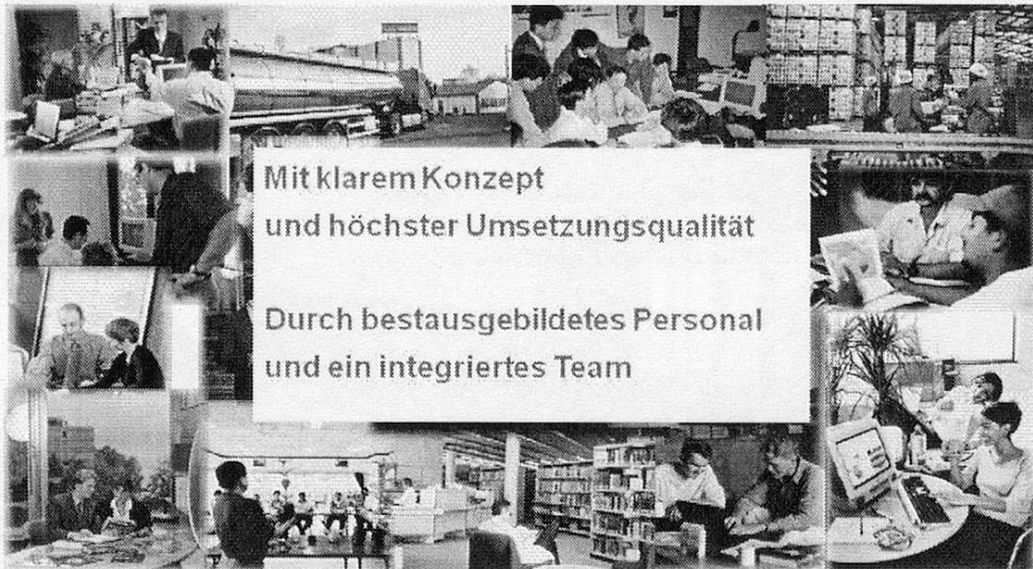 Mit klarem Konzept
und höchster Umsetzungsqualität
Durch bestausgebildetes Personal
und ein integriertes Team